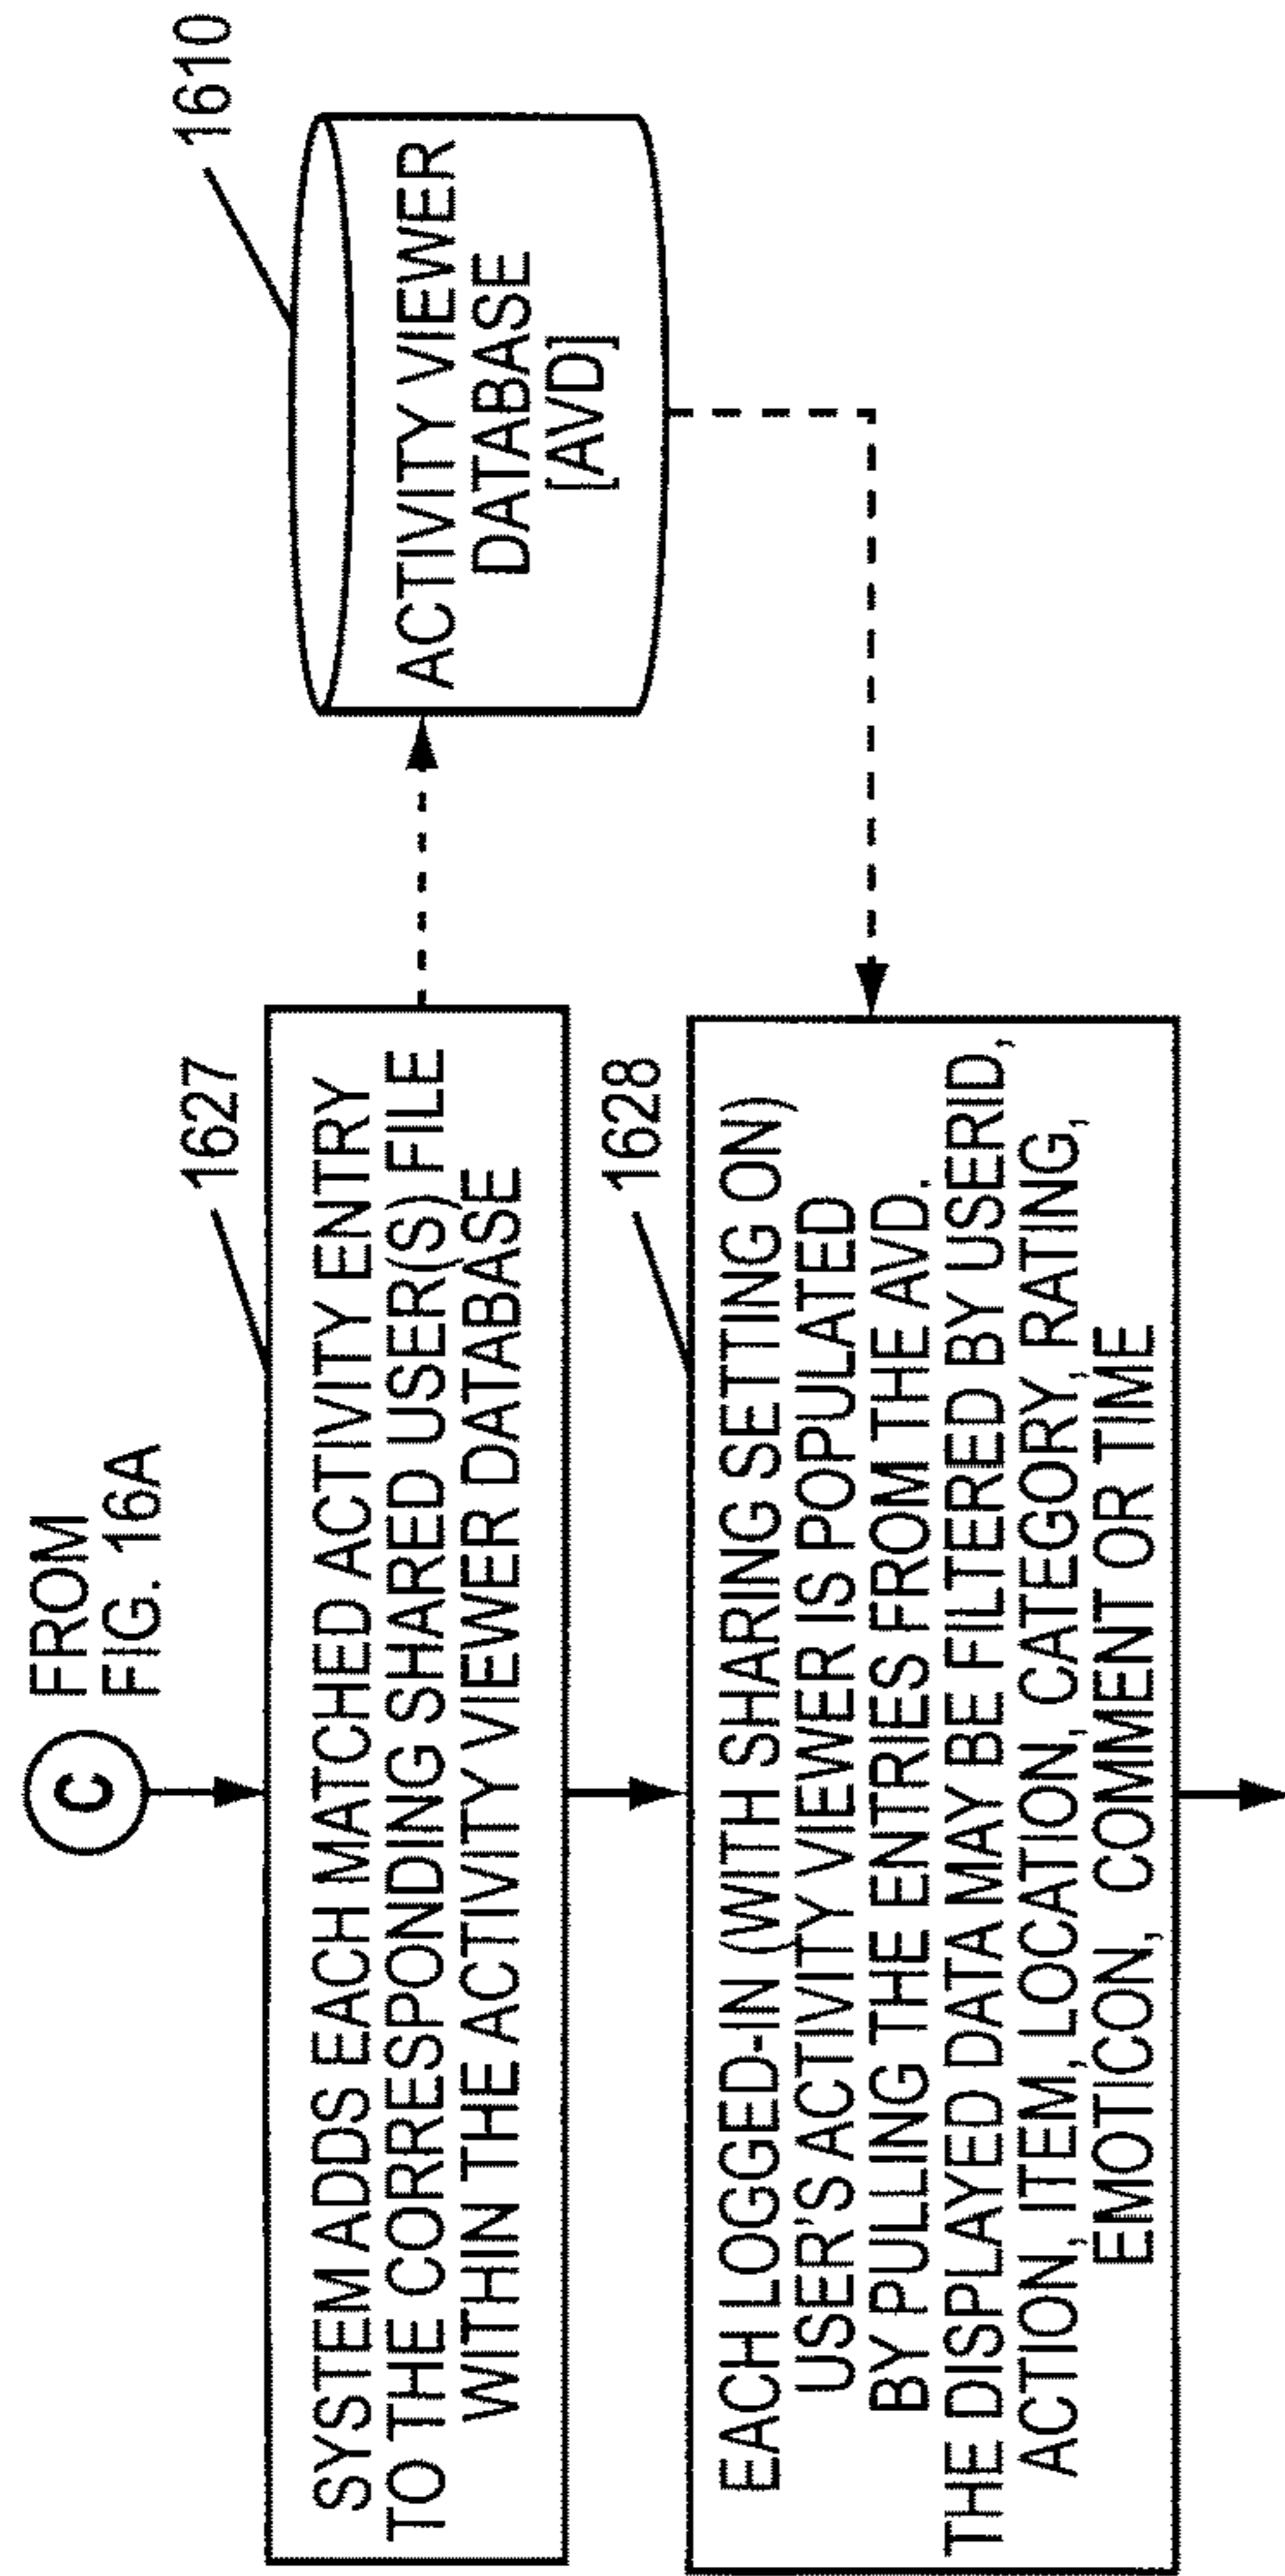 FROM
FIG. 16A
C
1627
SYSTEM ADDS EACH MATCHED ACTIVITY ENTRY
TO THE CORRESPONDING SHARED USER(S) FILE
WITHIN THE ACTIVITY VIEWER DATABASE
1610
ACTIVITY VIEWER
DATABASE
[AVD]
1628
EACH LOGGED-IN (WITH SHARING SETTING ON)
USER'S ACTIVITY VIEWER IS POPULATED
BY PULLING THE ENTRIES FROM THE AVD.
THE DISPLAYED DATA MAY BE FILTERED BY USERID,
ACTION, ITEM, LOCATION, CATEGORY, RATING,
EMOTICON, COMMENT OR TIME